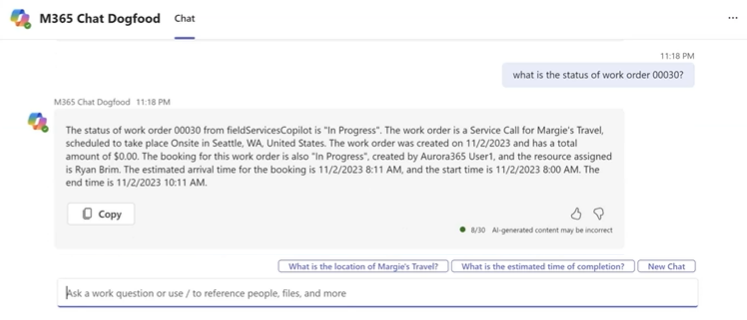 M365 Chat Dogfood Chat ...
11:18 PM
what is the status of work order 00030?
M365 Chat Dogfood 11:18 PM
The status of work order 00030 from fieldServicesCopilot is "In Progress". The work order is a Service Call for Margie's Travel,
scheduled to take place Onsite in Seattle, WA, United States. The work order was created on 11/2/2023 and has a total
amount of $0.00. The booking for this work order is also "In Progress", created by Aurora365 User1, and the resource assigned
is Ryan Brim. The estimated arrival time for the booking is 11/2/2023 8:11 AM, and the start time is 11/2/2023 8:00 AM. The
end time is 11/2/2023 10:11 AM.
Copy
8/30 AI-generated content may be incorrect
What is the location of Margie's Travel? What is the estimated time of completion? New Chat
Ask a work question or use / to reference people, files, and more